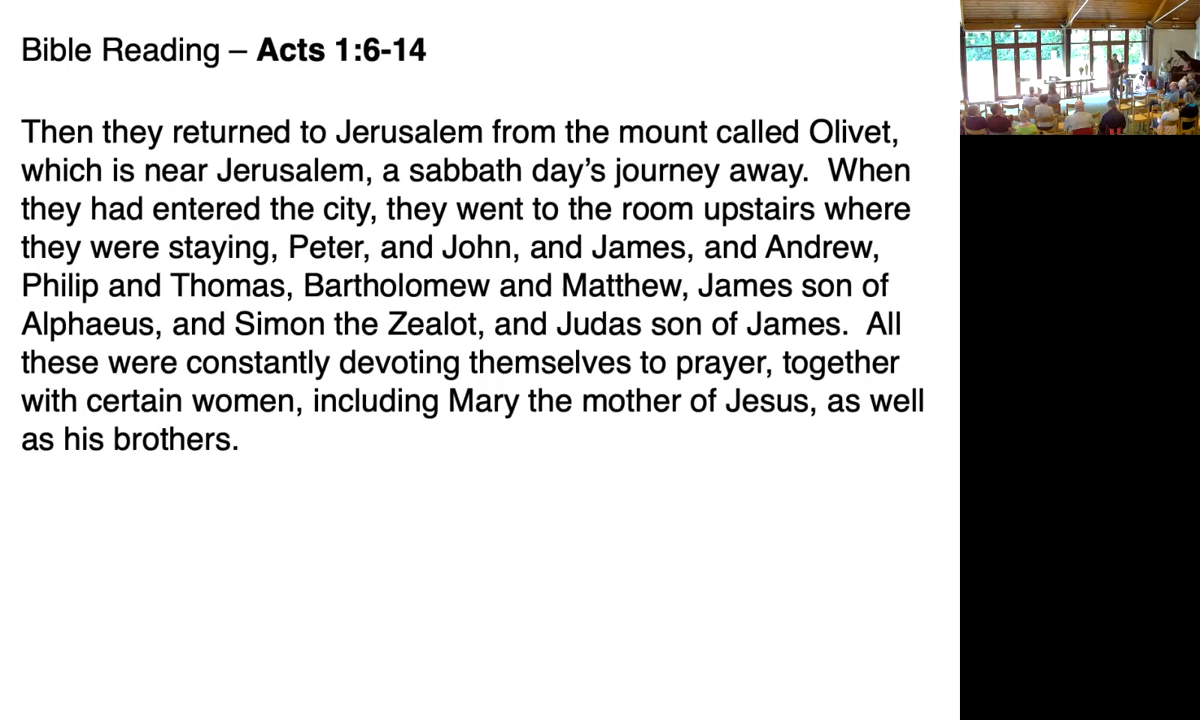 Bible Reading – Acts 1:6-14
Then they returned to Jerusalem from the mount called Olivet,
which is near Jerusalem, a sabbath day’s journey away.  When
they had entered the city, they went to the room upstairs where
they were staying, Peter, and John, and James, and Andrew,
Philip and Thomas, Bartholomew and Matthew, James son of
Alphaeus, and Simon the Zealot, and Judas son of James.  All
these were constantly devoting themselves to prayer, together
with certain women, including Mary the mother of Jesus, as well
as his brothers.